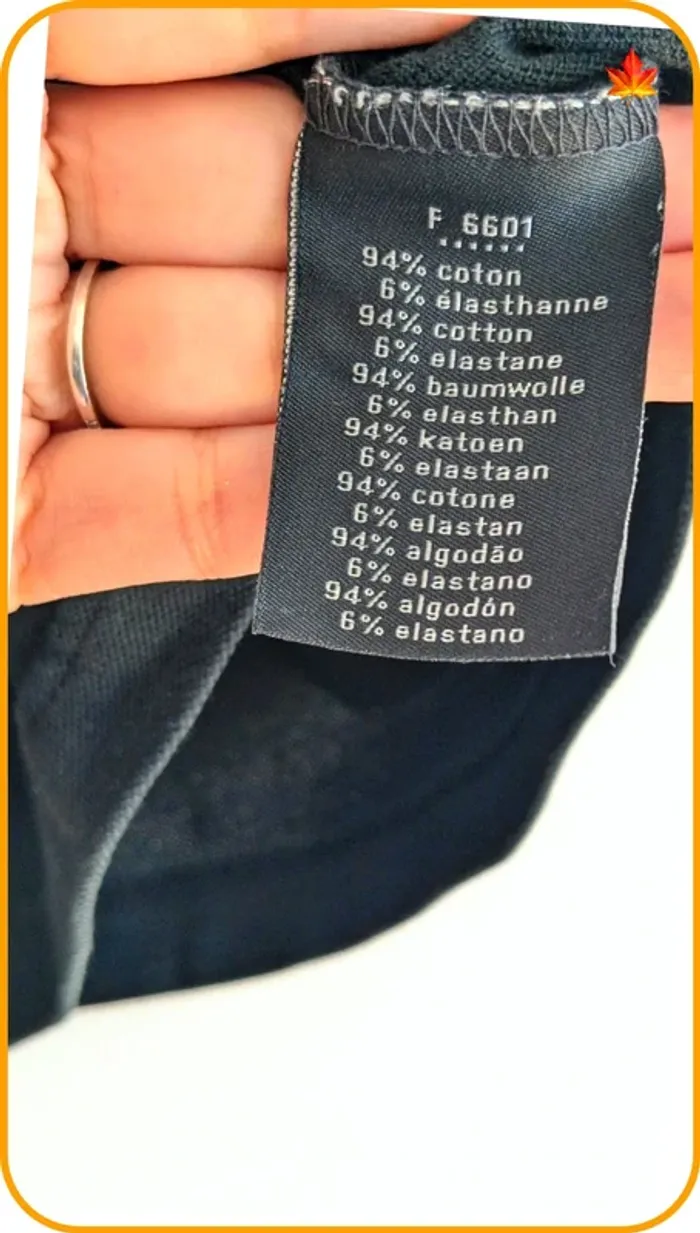 F 6601
94% coton
6% élasthanne
94% cotton
6% elastane
94% baumwolle
6% elasthan
94% katoen
6% elastaan
94% cotone
6% elastan
94% algodão
6% elastano
94% algodón
6% elastano